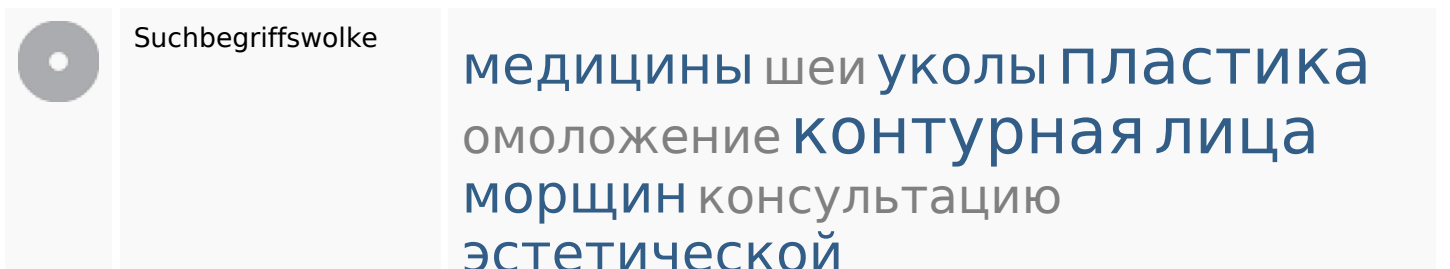 Suchbegriffswolke
медицины шеи уколы пластика
омоложение контурная лица
морщин консультацию
эстетической